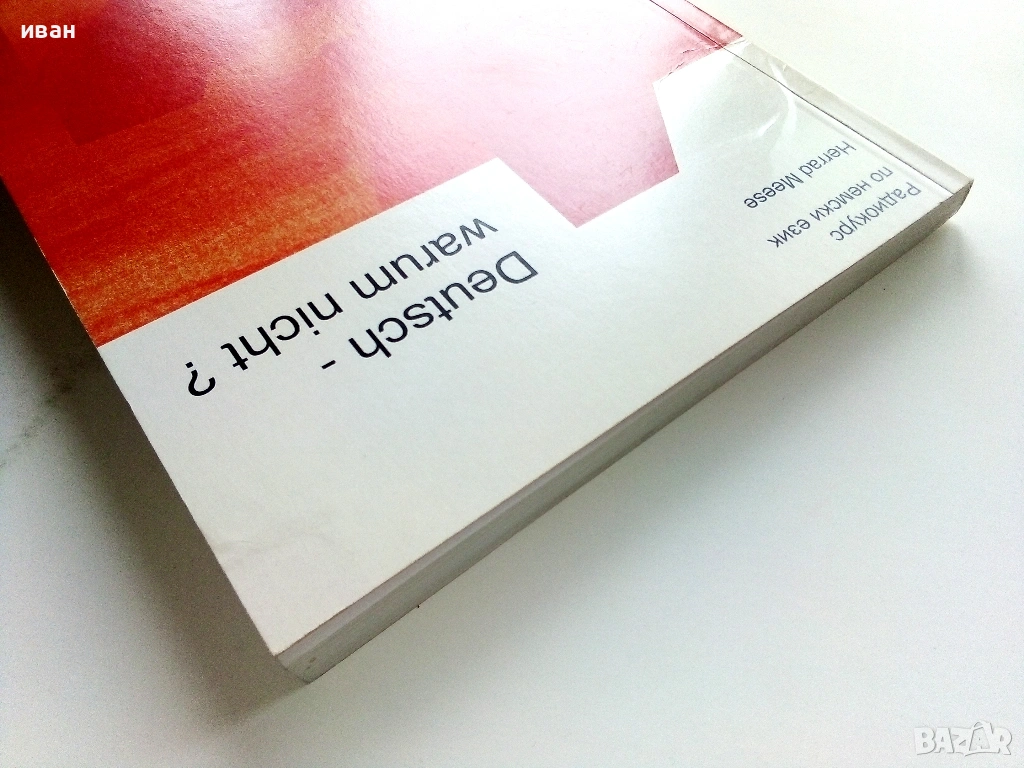 иван
Deutsch -
warum nicht ?
Радиокурс
по немски език
Herrad Meese
BAZAR